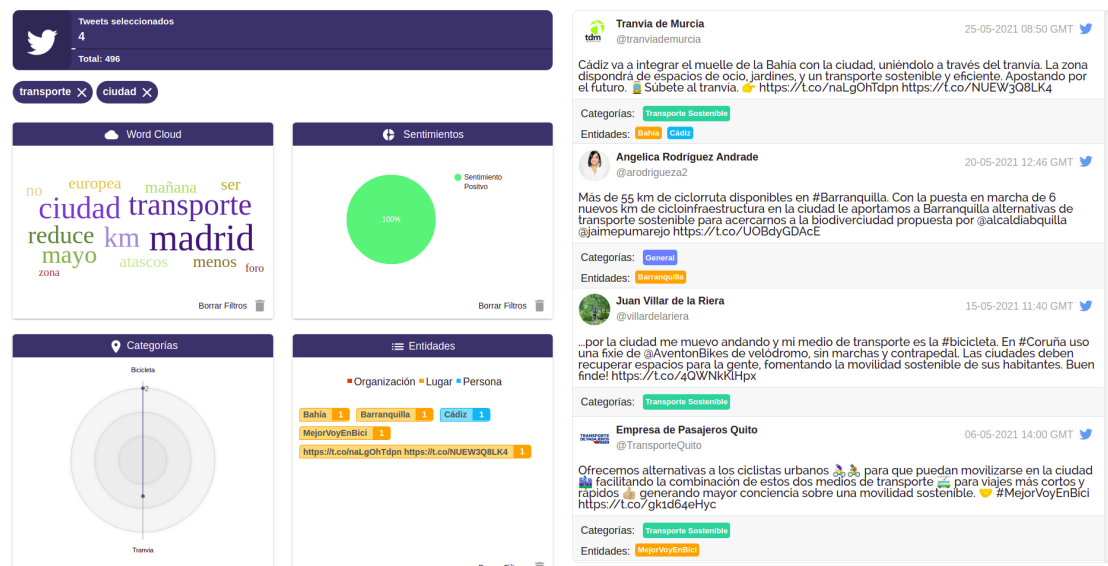 Tweets seleccionados
4
Total: 496
transporte
ciudad
Word Cloud
no europea mañana ser
ciudad transporte
reduce km madrid
mayo atascos menos foro
zona
Borrar Filtros
Sentimientos
Sentimiento
Positvo
100%
Borrar Filtros
Categorías
Bicicleta
2
Tranvia
Entidades
Organización Lugar Persona
Bahía 1 Barranquilla 1 Cádiz 1
MejorVoyEnBici 1
https://t.co/naLgOhTdpn https://t.co/NUEW3Q8LK4 1
Borrar Filtros
tdm
Tranvía de Murcia
25-05-2021 08:50 GMT
@tranviademurcia
Cádiz va a integrar el muelle de la Bahía con la ciudad, uniéndolo a través del tranvía. La zona
dispondrá de espacios de ocio, jardines, y un transporte sostenible y eficiente. Apostando por
el futuro. 🚊Súbete al tranvía. 👉 https://t.co/naLgOhTdpn https://t.co/NUEW3Q8LK4
Categorías: Transporte Sostenible
Entidades: Bahía Cádiz
Angelica Rodríguez Andrade
20-05-2021 12:46 GMT
@arodrigueza2
Más de 55 km de ciclorruta disponibles en #Barranquilla. Con la puesta en marcha de 6
nuevos km de cicloinfraestructura en la ciudad le aportamos a Barranquilla alternativas de
transporte sostenible para acercarnos a la biodiverciudad propuesta por @alcaldiabquilla
@jaimepumarejo https://t.co/UOBdyGDAcE
Categorías: General
Entidades: Barranquilla
Juan Villar de la Riera
15-05-2021 11:40 GMT
@villardelariera
...por la ciudad me muevo andando y mi medio de transporte es la #bicicleta. En #Coruña uso
una fixie de @AventonBikes de velódromo, sin marchas y contrapedal. Las ciudades deben
recuperar espacios para la gente, fomentando la movilidad sostenible de sus habitantes. Buen
finde! https://t.co/4QWNkKlHpx
Categorías: Transporte Sostenible
TRANSPORTE
DE PASAJEROS
Empresa de Pasajeros Quito
06-05-2021 14:00 GMT
@TransporteQuito
Ofrecemos alternativas a los ciclistas urbanos 🚴‍♀️🚴 para que puedan movilizarse en la ciudad
🏙️ facilitando la combinación de estos dos medios de transporte 🚈 para viajes más cortos y
rápidos 👍🏼 generando mayor conciencia sobre una movilidad sostenible. 🤝 #MejorVoyEnBici
https://t.co/gk1d64eHyc
Categorías: Transporte Sostenible
Entidades: MejorVoyEnBici